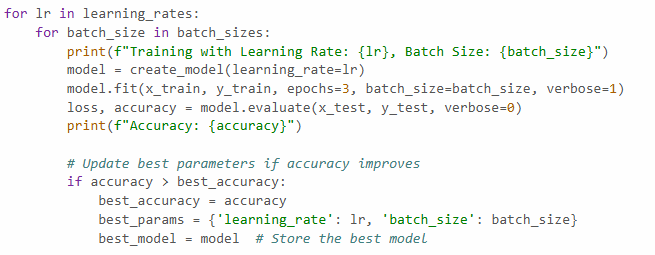 for lr in learning_rates:
    for batch_size in batch_sizes:
        print(f"Training with Learning Rate: {lr}, Batch Size: {batch_size}")
        model = create_model(learning_rate=lr)
        model.fit(x_train, y_train, epochs=3, batch_size=batch_size, verbose=1)
        loss, accuracy = model.evaluate(x_test, y_test, verbose=0)
        print(f"Accuracy: {accuracy}")

        # Update best parameters if accuracy improves
        if accuracy > best_accuracy:
            best_accuracy = accuracy
            best_params = {'learning_rate': lr, 'batch_size': batch_size}
            best_model = model  # Store the best model